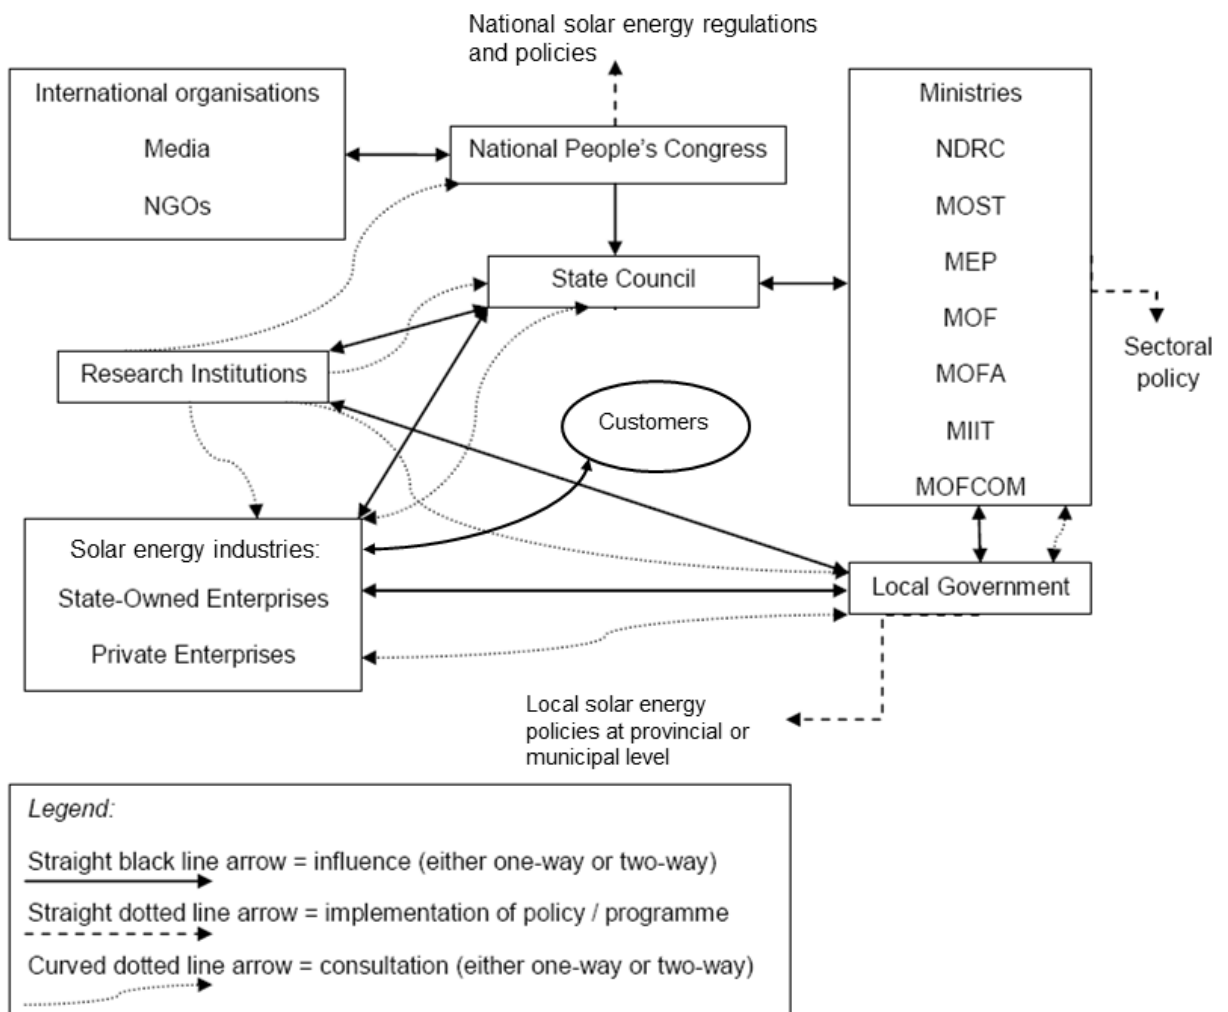 National solar energy regulations
and policies
International organisations
Media
NGOs
National People's Congress
State Council
Ministries
NDRC
MOST
MEP
MOF
MOFA
MIIT
MOFCOM
Sectoral
policy
Research Institutions
Customers
Solar energy industries:
State-Owned Enterprises
Private Enterprises
Local Government
Local solar energy
policies at provincial or
municipal level
Legend:
Straight black line arrow = influence (either one-way or two-way)
Straight dotted line arrow = implementation of policy / programme
Curved dotted line arrow = consultation (either one-way or two-way)